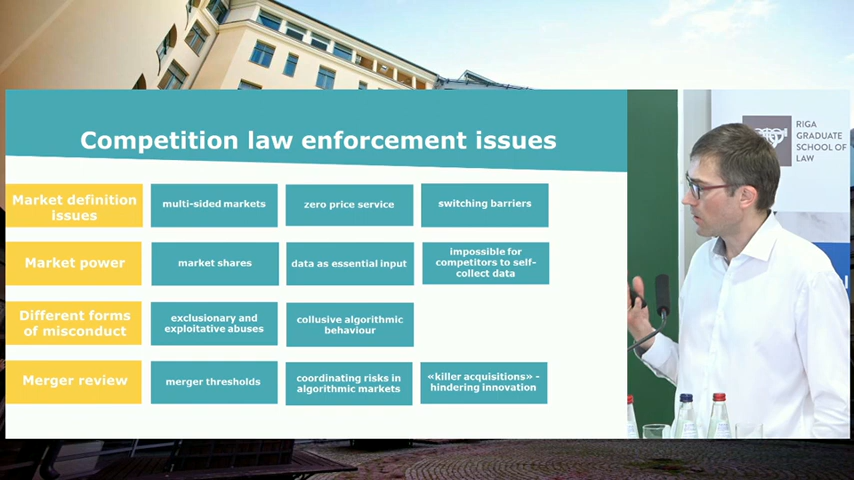 Competition law enforcement issues
Market definition
issues
multi-sided markets
zero price service
switching barriers
Market power
market shares
data as essential input
impossible for
competitors to self-
collect data
Different forms
of misconduct
exclusionary and
exploitative abuses
collusive algorithmic
behaviour
Merger review
merger thresholds
coordinating risks in
algorithmic markets
«killer acquisitions» -
hindering innovation
RIGA
GRADUATE
SCHOOL OF
LAW